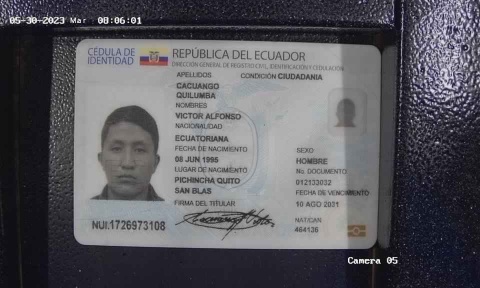 05-30-2023 Mar 08:06:01
CÉDULA DE IDENTIDAD
REPÚBLICA DEL ECUADOR
DIRECCIÓN GENERAL DE REGISTRO CIVIL, IDENTIFICACIÓN Y CEDULACIÓN
APELLIDOS CONDICIÓN CIUDADANIA
CACUANGO
QUILUMBA
NOMBRES
VICTOR ALFONSO
NACIONALIDAD
ECUATORIANA
FECHA DE NACIMIENTO
08 JUN 1995
LUGAR DE NACIMIENTO
PICHINCHA QUITO
SAN BLAS
FIRMA DEL TITULAR
SEXO
HOMBRE
No. DOCUMENTO
012133032
FECHA DE VENCIMIENTO
10 AGO 2031
NAT/CAN
464136
NUI.1726973108
Camera 05